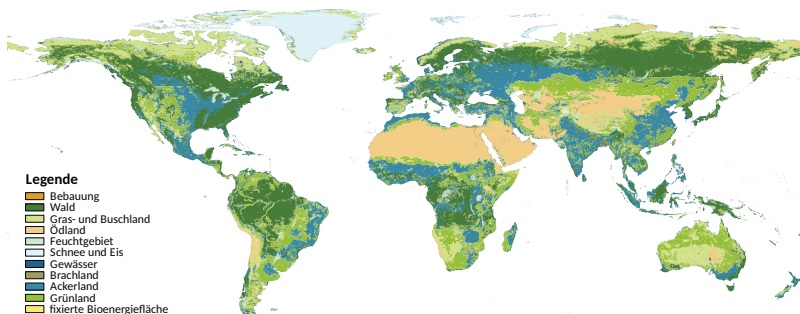 Legende
Bebauung
Wald
Gras- und Buschland
Ödland
Feuchtgebiet
Schnee und Eis
Gewässer
Brachland
Ackerland
Grünland
fixierte Bioenergiefläche